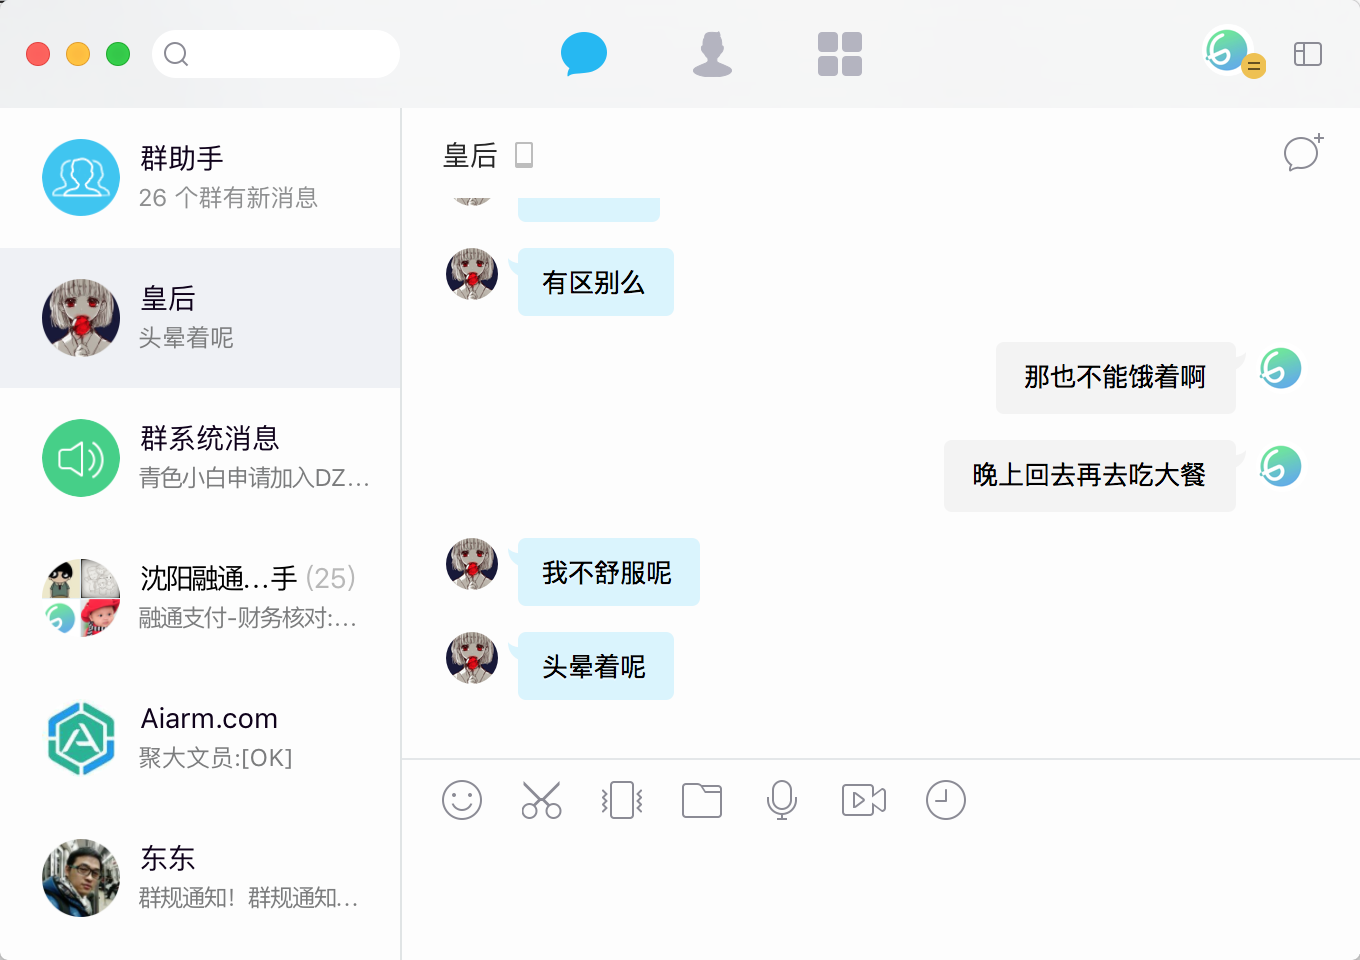 群助手
26 个群有新消息
皇后
头晕着呢
群系统消息
青色小白申请加入DZ...
沈阳融通...手 (25)
融通支付-财务核对:...
Aiarm.com
聚大文员:[OK]
东东
群规通知！群规通知...
皇后
有区别么
那也不能饿着啊
晚上回去再去吃大餐
我不舒服呢
头晕着呢